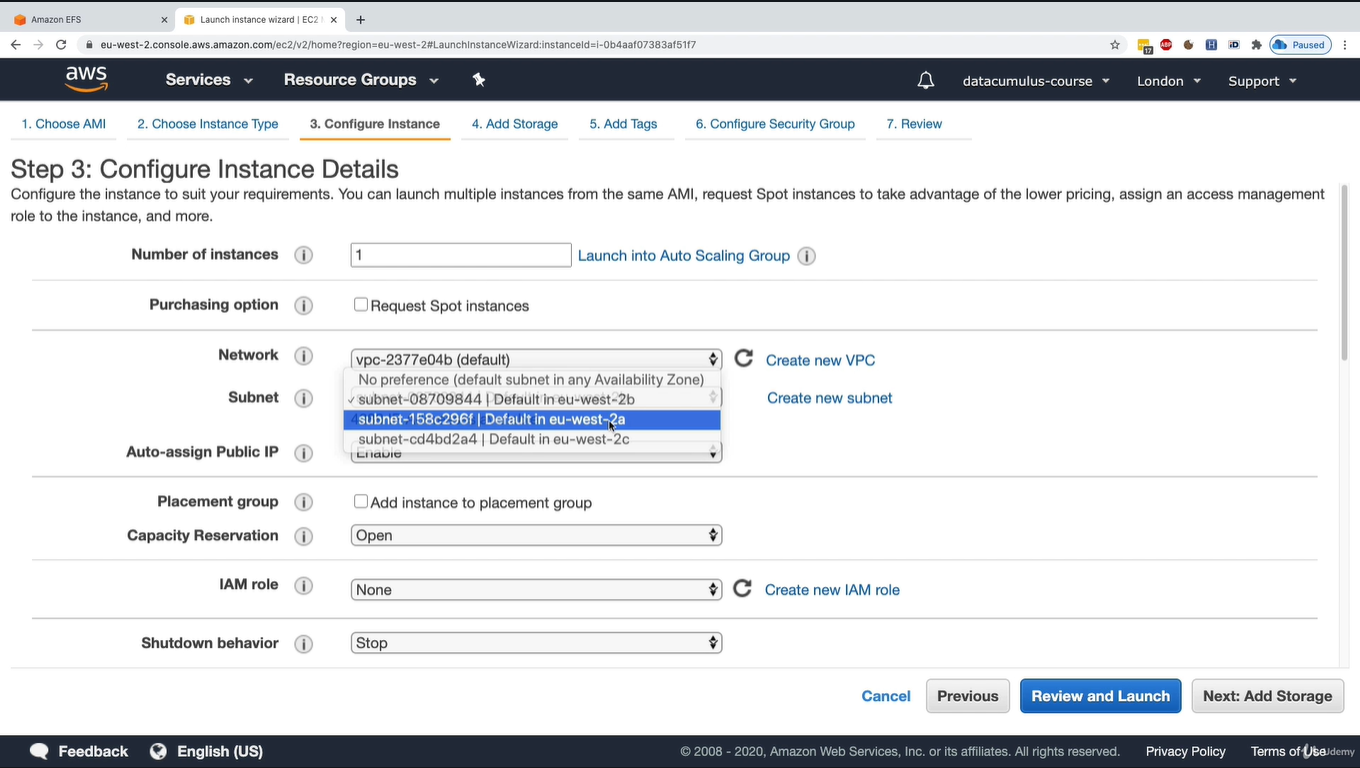 Amazon EFS
Launch instance wizard | EC2
eu-west-2.console.aws.amazon.com/ec2/v2/home?region=eu-west-2#LaunchInstanceWizard:instanceId=i-0b4aaf07383af51f7
17
ABP
H
iD
Paused
aws
Services
Resource Groups
datacumulus-course
London
Support
1. Choose AMI
2. Choose Instance Type
3. Configure Instance
4. Add Storage
5. Add Tags
6. Configure Security Group
7. Review
Step 3: Configure Instance Details
Configure the instance to suit your requirements. You can launch multiple instances from the same AMI, request Spot instances to take advantage of the lower pricing, assign an access management
role to the instance, and more.
Number of instances i 1 Launch into Auto Scaling Group i
Purchasing option i Request Spot instances
Network i vpc-2377e04b (default) Create new VPC
No preference (default subnet in any Availability Zone)
Subnet i subnet-08709844 | Default in eu-west-2b Create new subnet
subnet-158c296f | Default in eu-west-2a
subnet-cd4bd2a4 | Default in eu-west-2c
Auto-assign Public IP i Enable
Placement group i Add instance to placement group
Capacity Reservation i Open
IAM role i None Create new IAM role
Shutdown behavior i Stop
Cancel
Previous
Review and Launch
Next: Add Storage
Feedback
English (US)
© 2008 - 2020, Amazon Web Services, Inc. or its affiliates. All rights reserved.
Privacy Policy
Terms of Use
Udemy